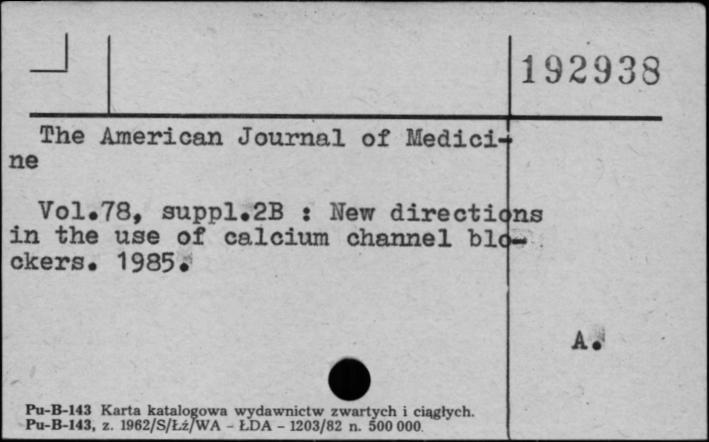 192938
The American Journal of Medici-
ne
Vol.78, suppl.2B : New directions
in the use of calcium channel blo-
ckers. 1985.
A.
Pu-B-143 Karta katalogowa wydawnictw zwartych i ciągłych.
Pu-B-143, z. 1962/S/Łź/WA - ŁDA - 1203/82 n. 500 000.